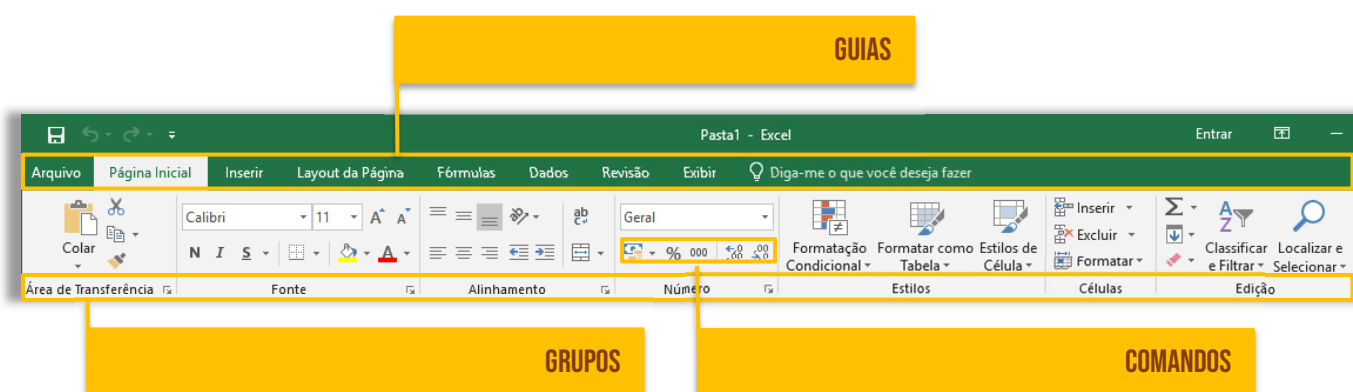 GUIAS
Pasta1 - Excel Entrar
Arquivo Página Inicial Inserir Layout da Página Fórmulas Dados Revisão Exibir Diga-me o que você deseja fazer
Calibri 11 A A ab Geral Inserir
Colar N I S A % 000 Formatação Condicional Formatar como Tabela Estilos de Célula Excluir Classificar e Filtrar Localizar e Selecionar
Formatar
Área de Transferência Fonte Alinhamento Número Estilos Células Edição
GRUPOS COMANDOS